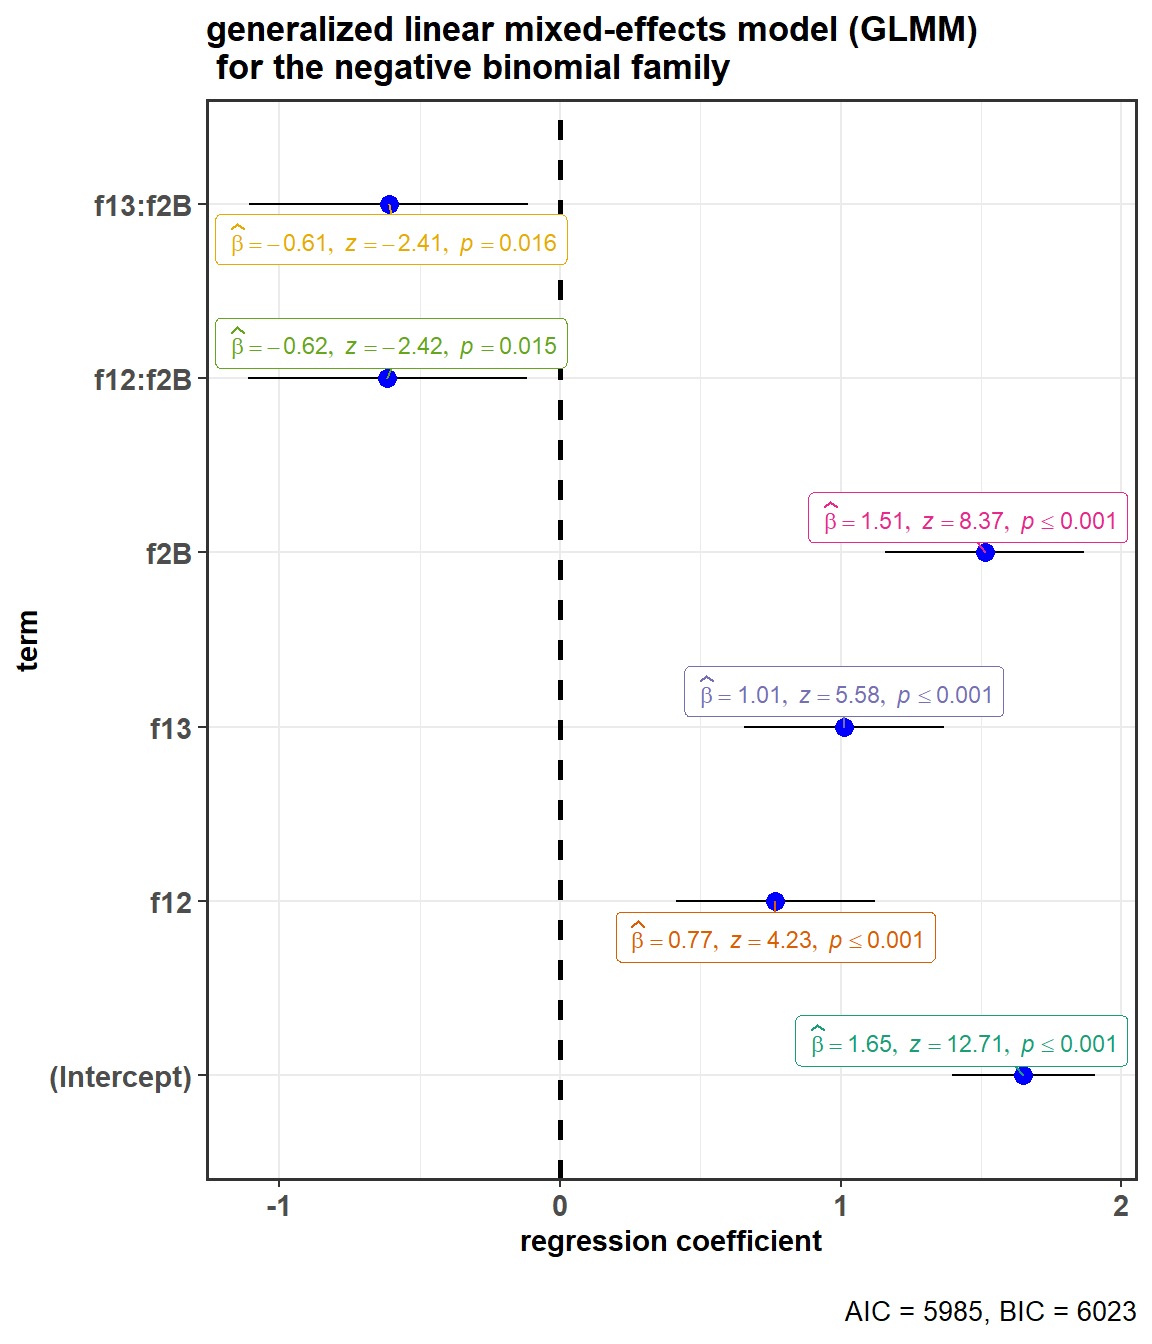 generalized linear mixed-effects model (GLMM)
for the negative binomial family
f13:f2B
β̂ = −0.61, z = −2.41, p = 0.016
β̂ = −0.62, z = −2.42, p = 0.015
f12:f2B
β̂ = 1.51, z = 8.37, p ≤ 0.001
f2B
term
β̂ = 1.01, z = 5.58, p ≤ 0.001
f13
f12
β̂ = 0.77, z = 4.23, p ≤ 0.001
β̂ = 1.65, z = 12.71, p ≤ 0.001
(Intercept)
-1 0 1 2
regression coefficient
AIC = 5985, BIC = 6023